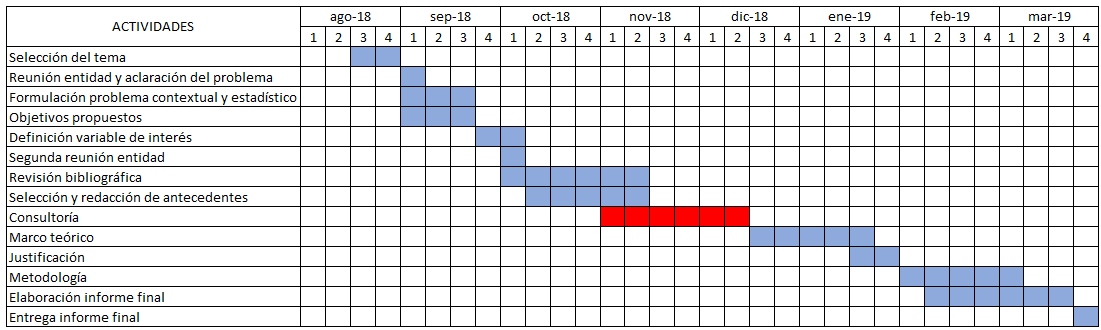 ACTIVIDADES
ago-18 sep-18 oct-18 nov-18 dic-18 ene-19 feb-19 mar-19
1 2 3 4 1 2 3 4 1 2 3 4 1 2 3 4 1 2 3 4 1 2 3 4 1 2 3 4 1 2 3 4
Selección del tema
Reunión entidad y aclaración del problema
Formulación problema contextual y estadístico
Objetivos propuestos
Definición variable de interés
Segunda reunión entidad
Revisión bibliográfica
Selección y redacción de antecedentes
Consultoría
Marco teórico
Justificación
Metodología
Elaboración informe final
Entrega informe final